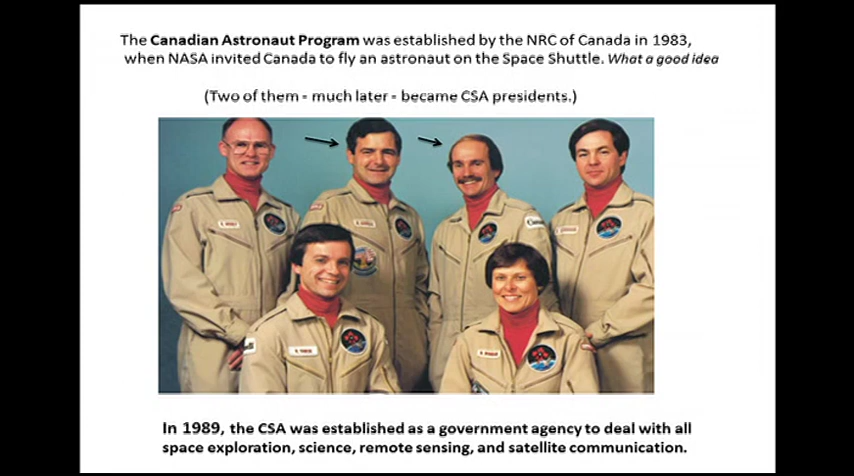 The Canadian Astronaut Program was established by the NRC of Canada in 1983,
when NASA invited Canada to fly an astronaut on the Space Shuttle. What a good idea
(Two of them - much later - became CSA presidents.)
In 1989, the CSA was established as a government agency to deal with all
space exploration, science, remote sensing, and satellite communication.